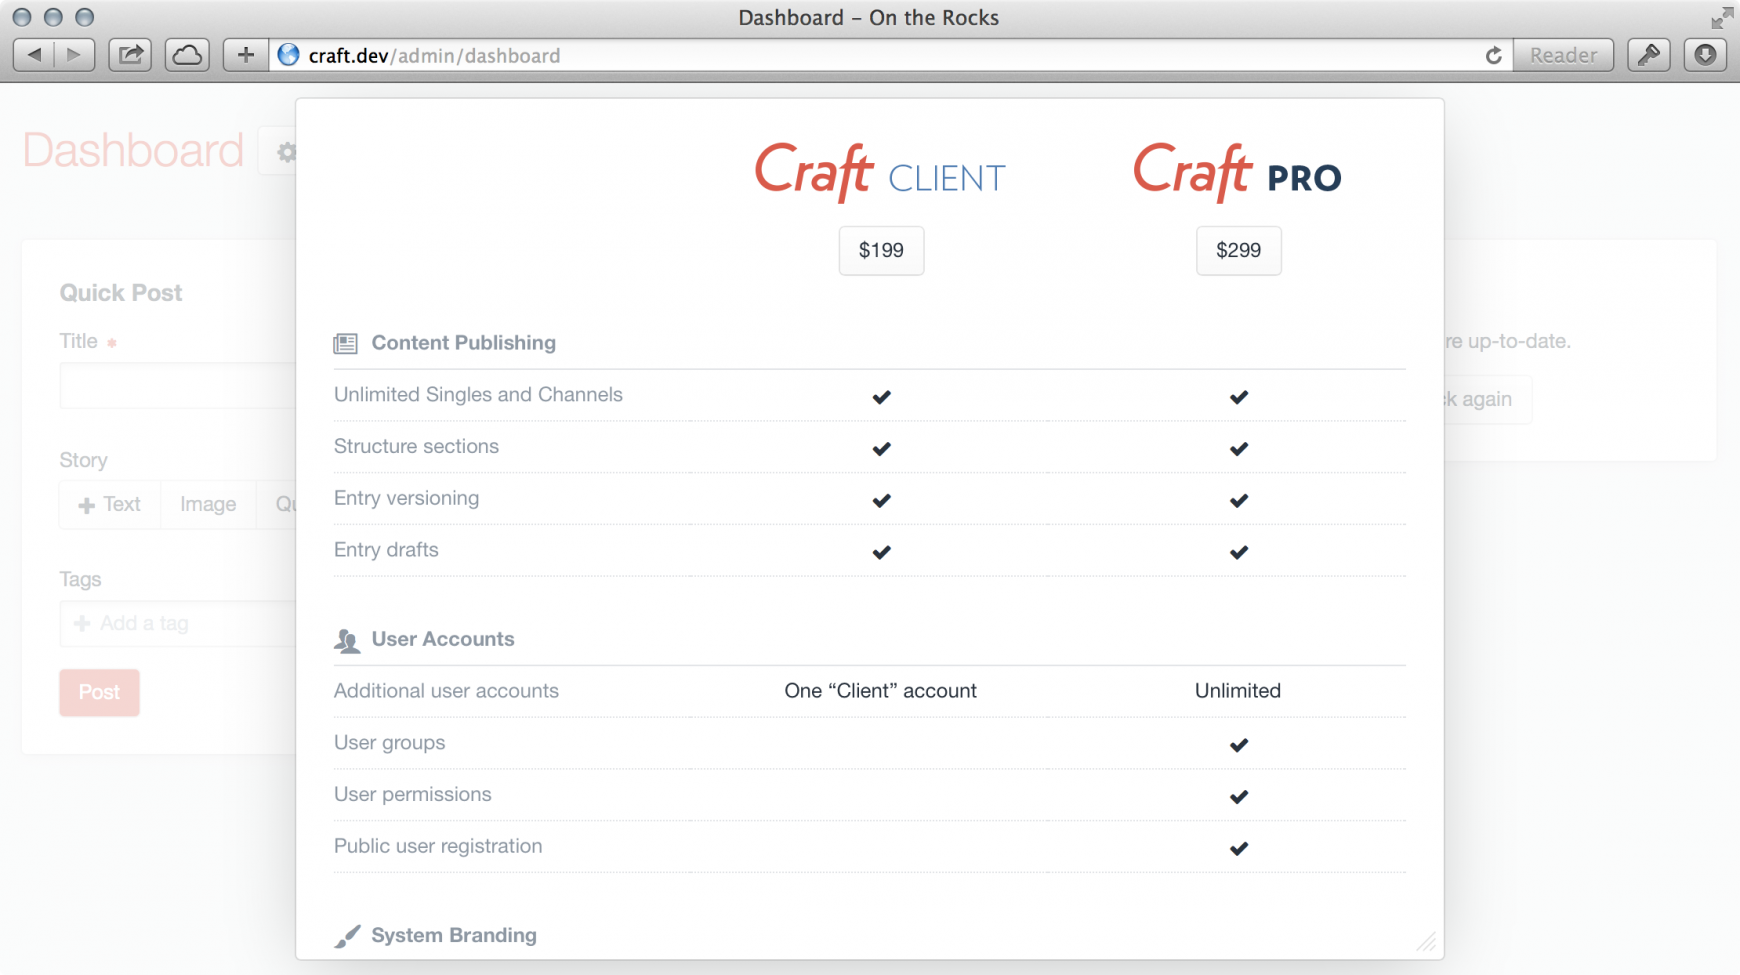 Dashboard – On the Rocks
craft.dev/admin/dashboard
Reader
Dashboard
Craft CLIENT
Craft PRO
$199
$299
Quick Post
Title *
Story
Text
Image
Tags
Add a tag
Post
Content Publishing
Unlimited Singles and Channels
Structure sections
Entry versioning
Entry drafts
User Accounts
Additional user accounts One “Client” account Unlimited
User groups
User permissions
Public user registration
System Branding
re up-to-date.
again